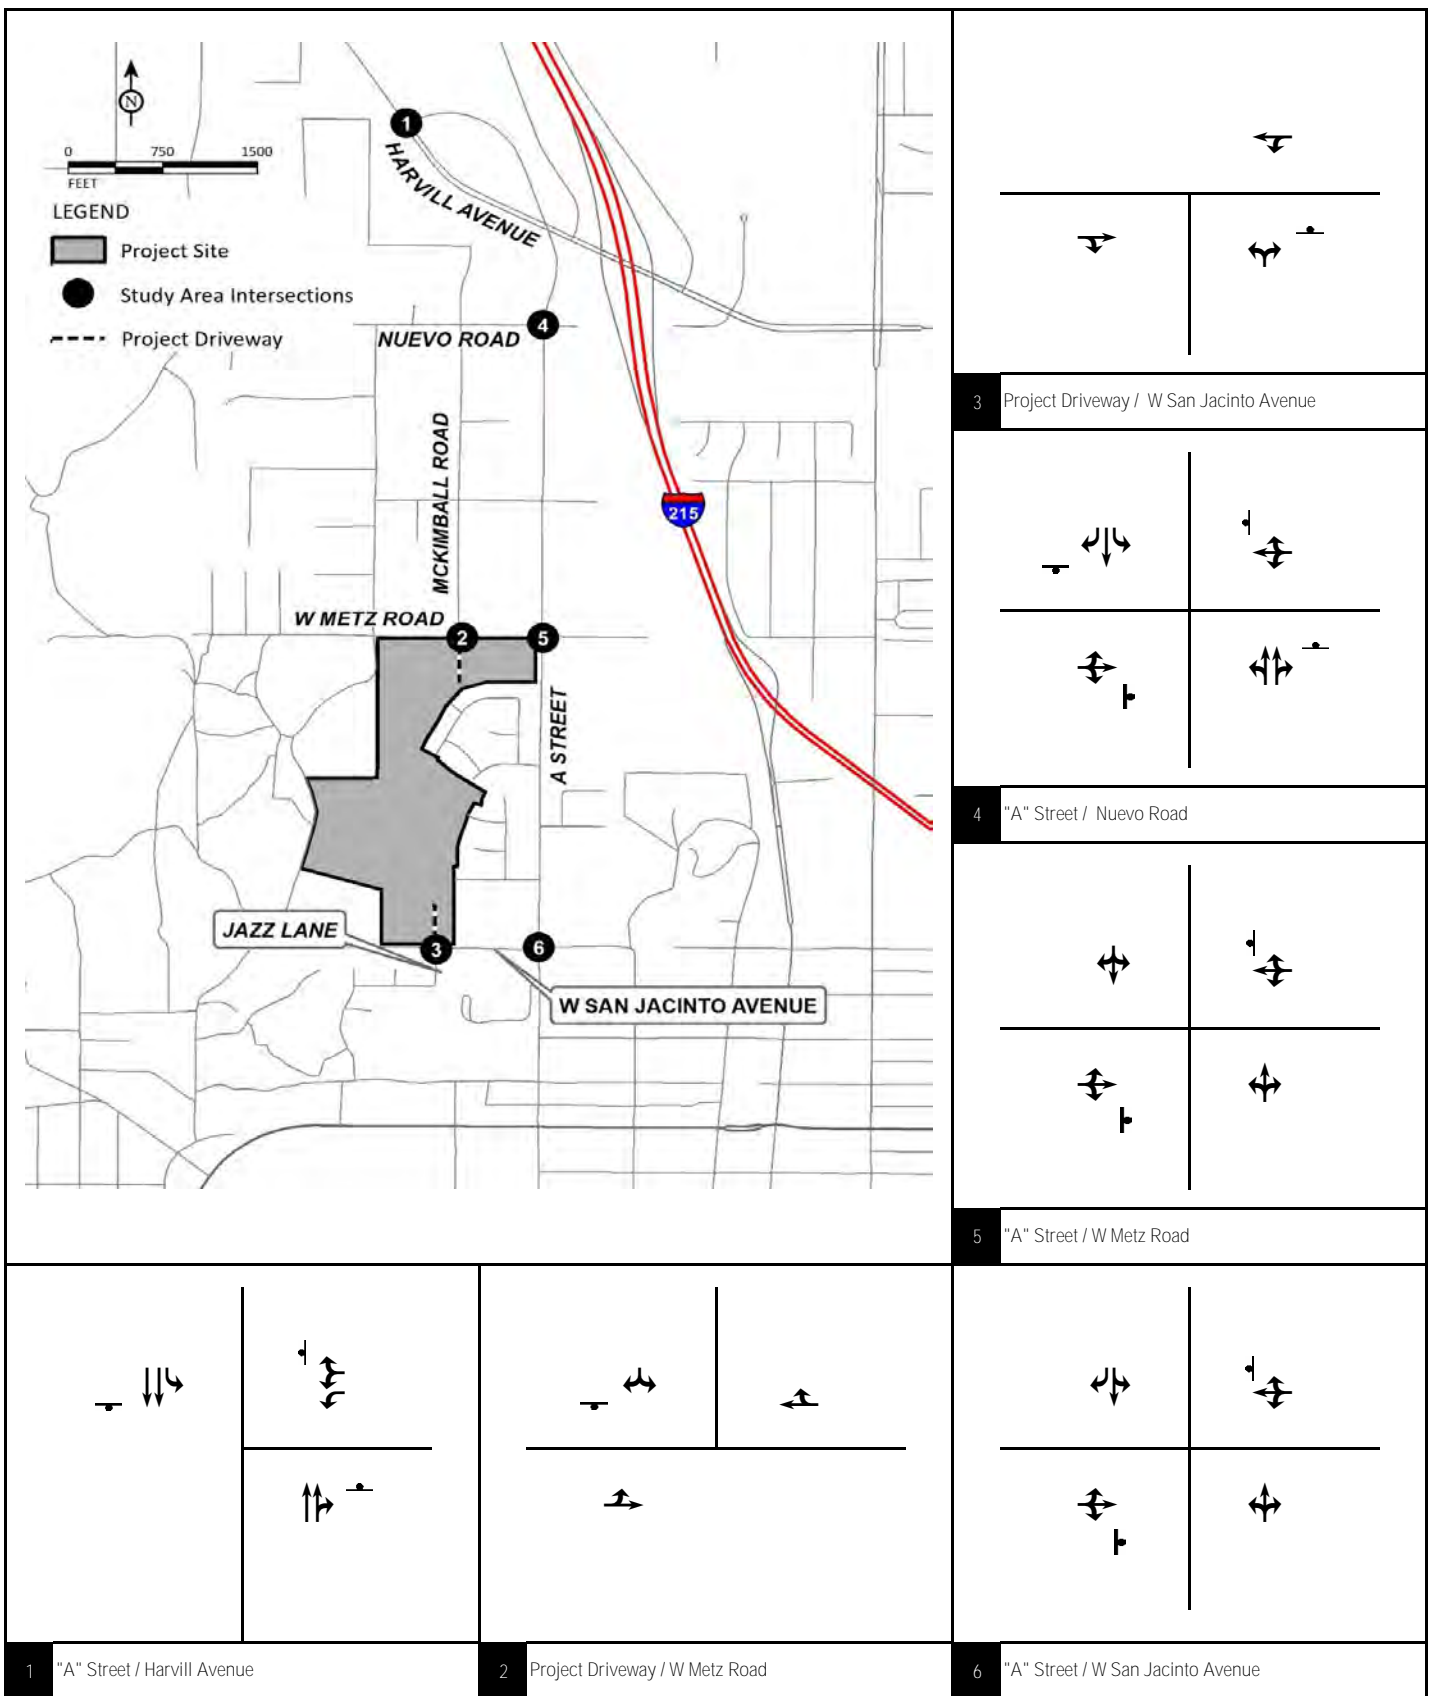 N
0 750 1500
FEET
LEGEND
Project Site
Study Area Intersections
Project Driveway
1
HARVILL AVENUE
4
NUEVO ROAD
MCKIMBALL ROAD
215
W METZ ROAD
2
5
A STREET
JAZZ LANE
3
6
W SAN JACINTO AVENUE
3 Project Driveway / W San Jacinto Avenue
4 "A" Street / Nuevo Road
5 "A" Street / W Metz Road
1 "A" Street / Harvill Avenue
2 Project Driveway / W Metz Road
6 "A" Street / W San Jacinto Avenue